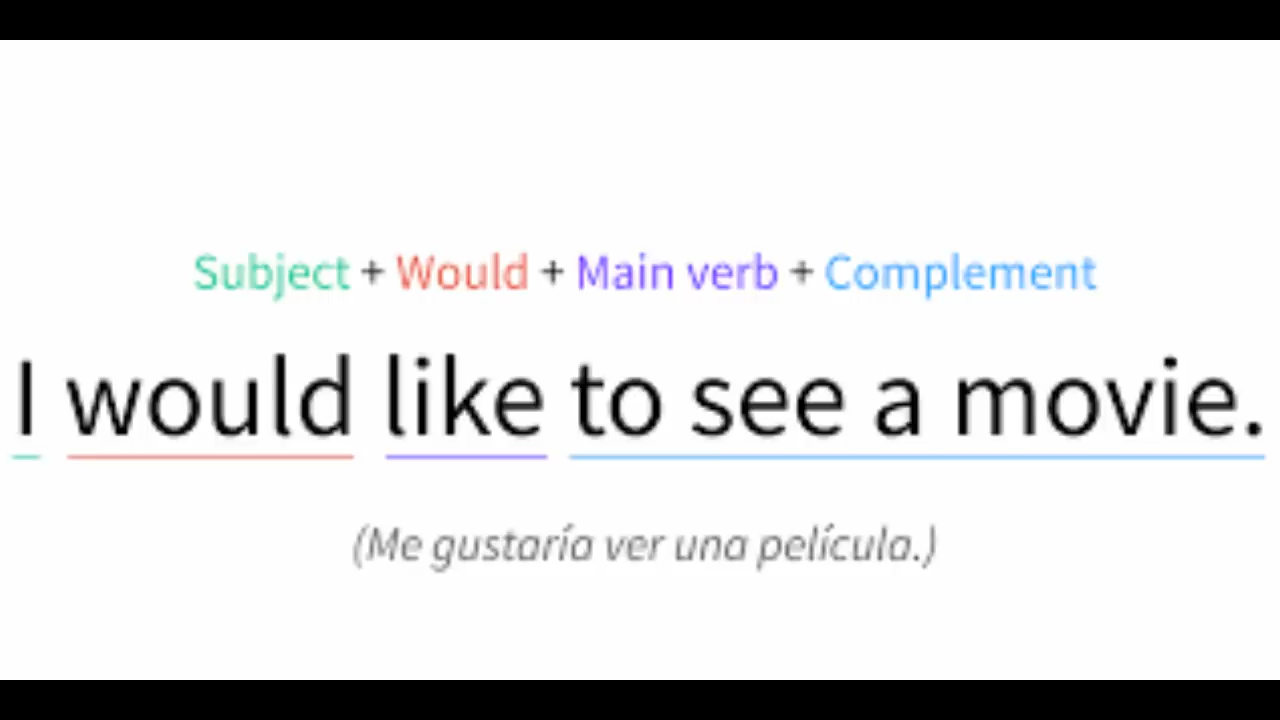 Subject + Would + Main verb + Complement
I would like to see a movie.
(Me gustaría ver una película.)